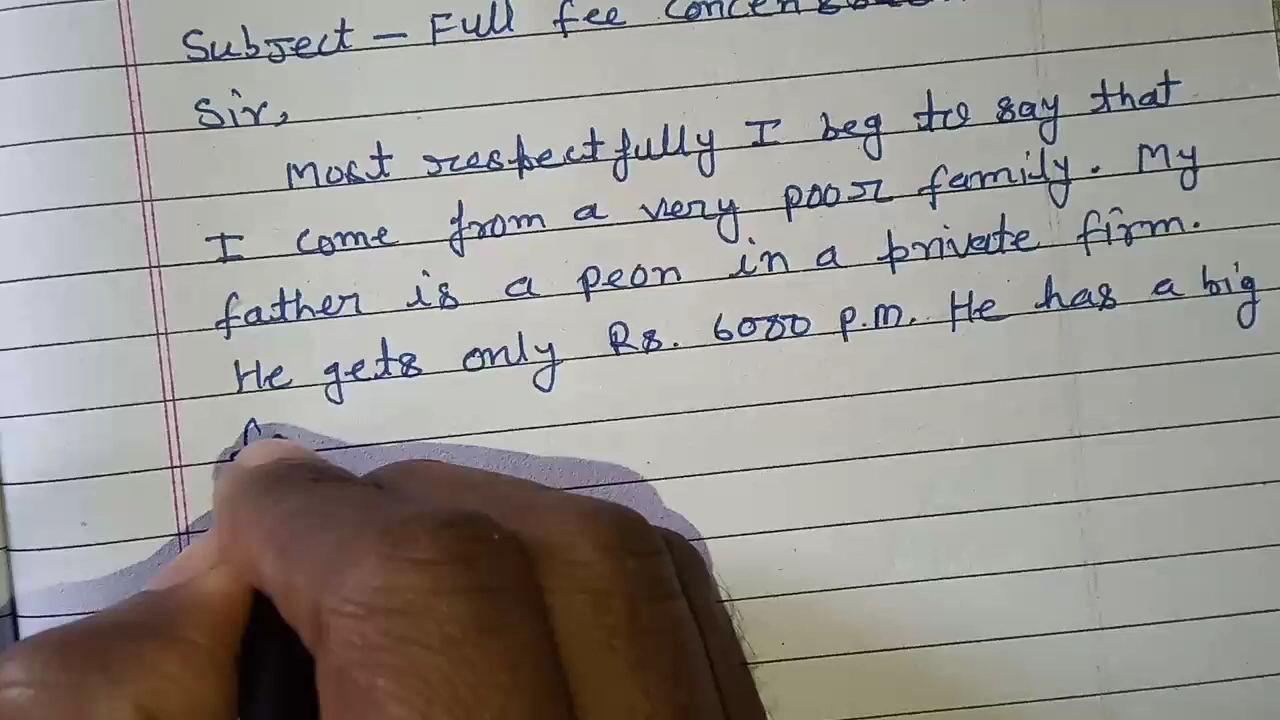 Subject - Full fee
Sir,
Most respectfully I beg to say that
I come from a very poor family. My
father is a peon in a private firm.
He gets only Rs. 6000 p.m. He has a big